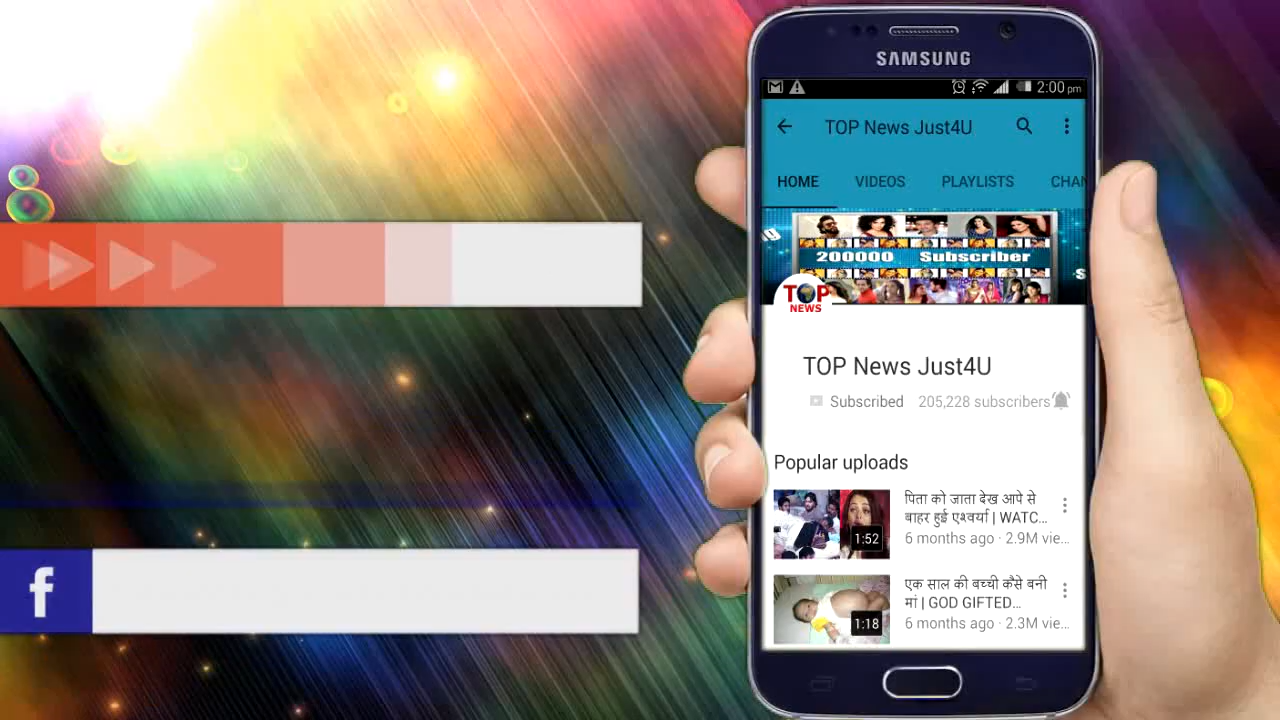 SAMSUNG
2:00 pm
TOP News Just4U
HOME VIDEOS PLAYLISTS CHAN
200000 Subscriber
TOP
NEWS
TOP News Just4U
Subscribed 205,228 subscribers
Popular uploads
पिता को जाता देख आपे से
बाहर हुई एश्वर्या | WATC...
6 months ago · 2.9M vie...
1:52
एक साल की बच्ची कैसे बनी
मां | GOD GIFTED...
6 months ago · 2.3M vie...
1:18
f